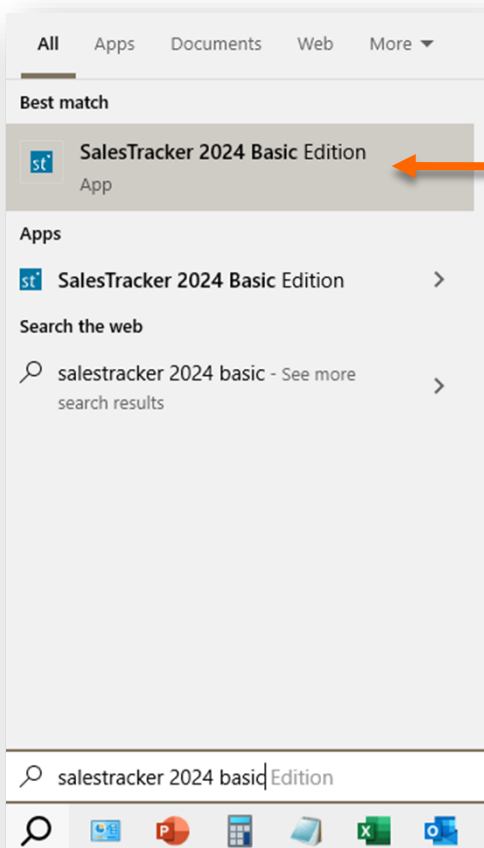 All Apps Documents Web More
Best match
st
SalesTracker 2024 Basic Edition
App
Apps
st SalesTracker 2024 Basic Edition
Search the web
salestracker 2024 basic - See more
search results
salestracker 2024 basic Edition
P X O